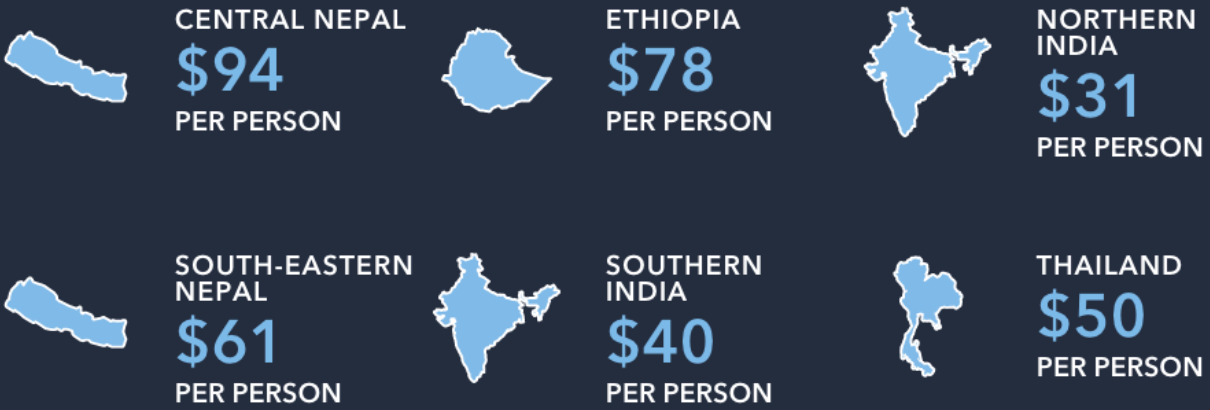 CENTRAL NEPAL
$94
PER PERSON
ETHIOPIA
$78
PER PERSON
NORTHERN
INDIA
$31
PER PERSON
SOUTH-EASTERN
NEPAL
$61
PER PERSON
SOUTHERN
INDIA
$40
PER PERSON
THAILAND
$50
PER PERSON